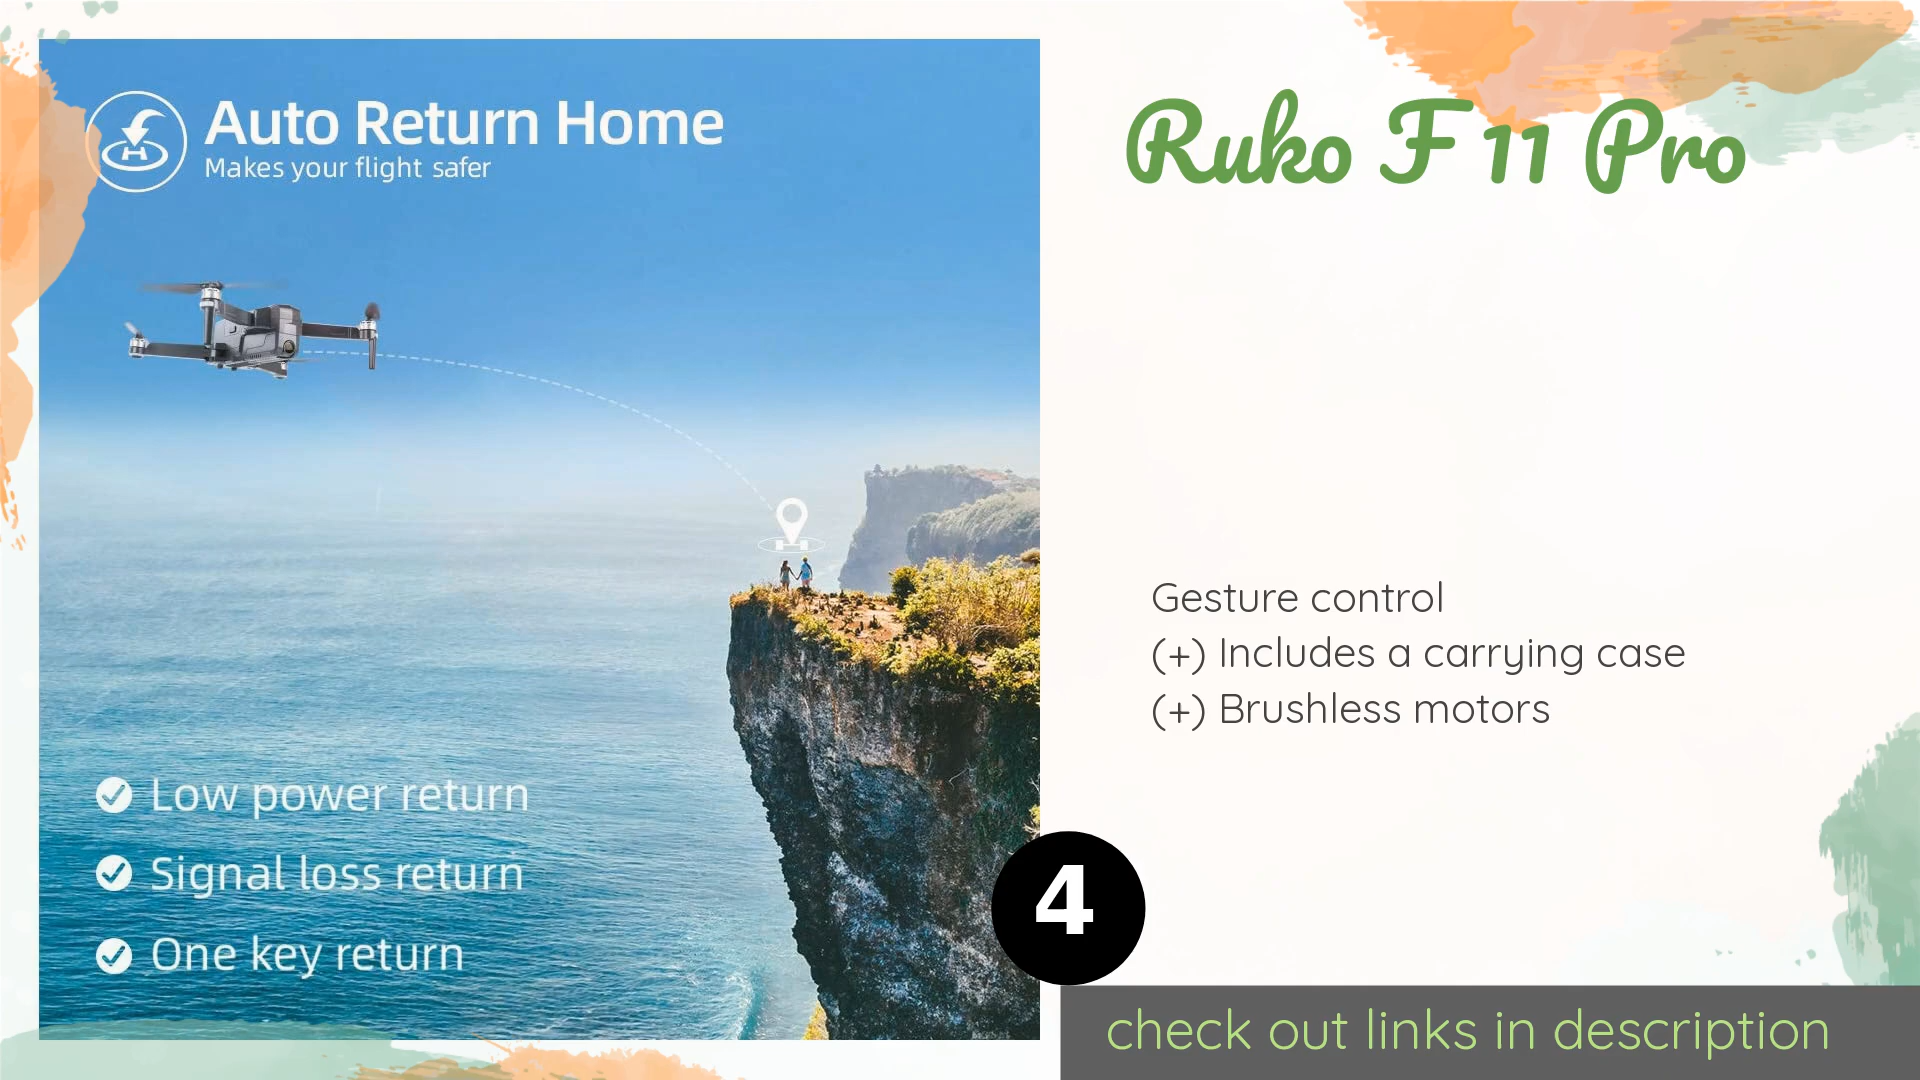 Auto Return Home
Makes your flight safer
Low power return
Signal loss return
One key return
Ruko F 11 Pro
Gesture control
(+) Includes a carrying case
(+) Brushless motors
4
check out links in description